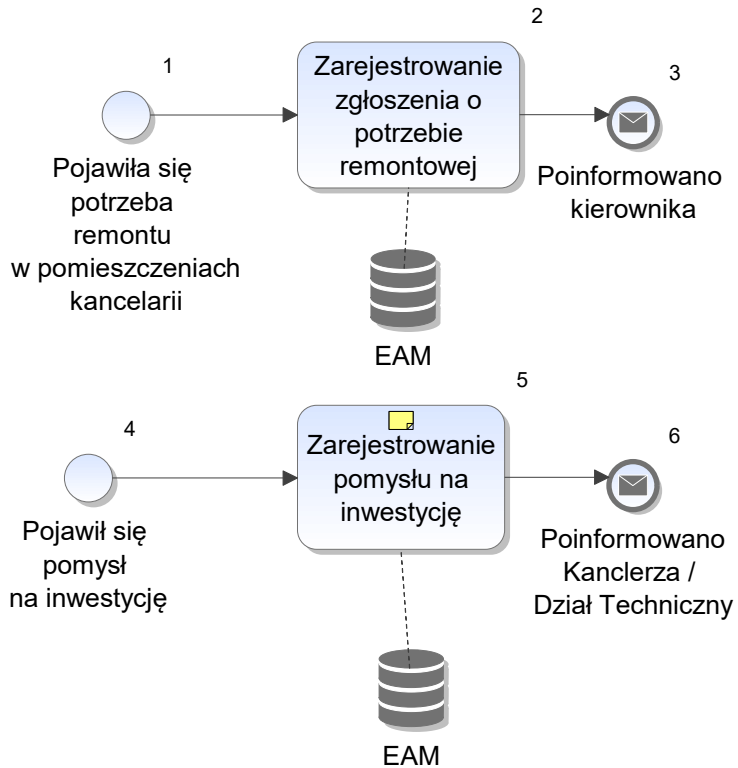 1
2
3
Zarejestrowanie
zgłoszenia o
potrzebie
remontowej
Pojawiła się
potrzeba
remontu
w pomieszczeniach
kancelarii
Poinformowano
kierownika
EAM
4
5
6
Zarejestrowanie
pomysłu na
inwestycję
Pojawił się
pomysł
na inwestycję
Poinformowano
Kanclerza /
Dział Techniczny
EAM